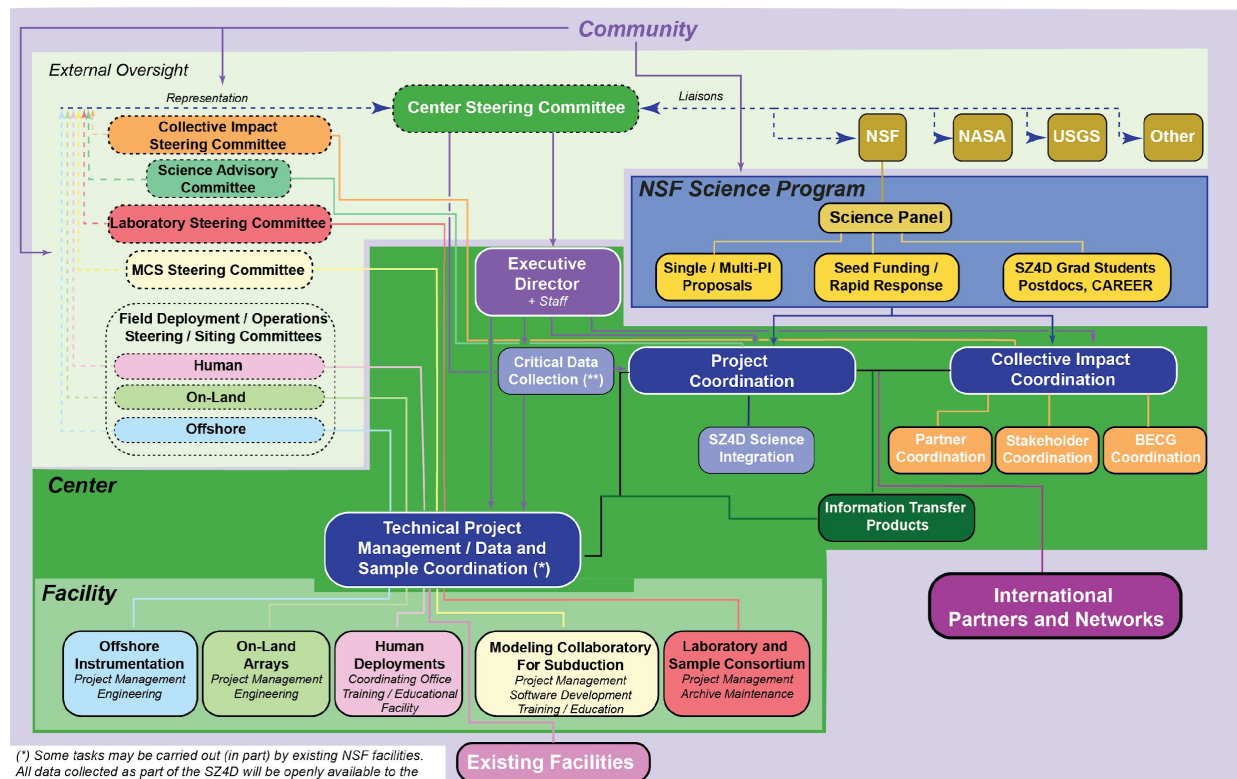 Community
External Oversight
Representation
Center Steering Committee
Liaisons
NSF
NASA
USGS
Other
Collective Impact
Steering Committee
Science Advisory
Committee
Laboratory Steering Committee
MCS Steering Committee
Field Deployment / Operations
Steering / Siting Committees
Human
On-Land
Offshore
NSF Science Program
Science Panel
Single / Multi-PI
Proposals
Seed Funding /
Rapid Response
SZ4D Grad Students
Postdocs, CAREER
Executive
Director
+ Staff
Critical Data
Collection (**)
Project
Coordination
Collective Impact
Coordination
SZ4D Science
Integration
Partner
Coordination
Stakeholder
Coordination
BECG
Coordination
Center
Information Transfer
Products
Technical Project
Management / Data and
Sample Coordination (*)
International
Partners and Networks
Facility
Offshore
Instrumentation
Project Management
Engineering
On-Land
Arrays
Project Management
Engineering
Human
Deployments
Coordinating Office
Training / Educational
Facility
Modeling Collaboratory
For Subduction
Project Management
Software Development
Training / Education
Laboratory and
Sample Consortium
Project Management
Archive Maintenance
Existing Facilities
(*) Some tasks may be carried out (in part) by existing NSF facilities.
All data collected as part of the SZ4D will be openly available to the